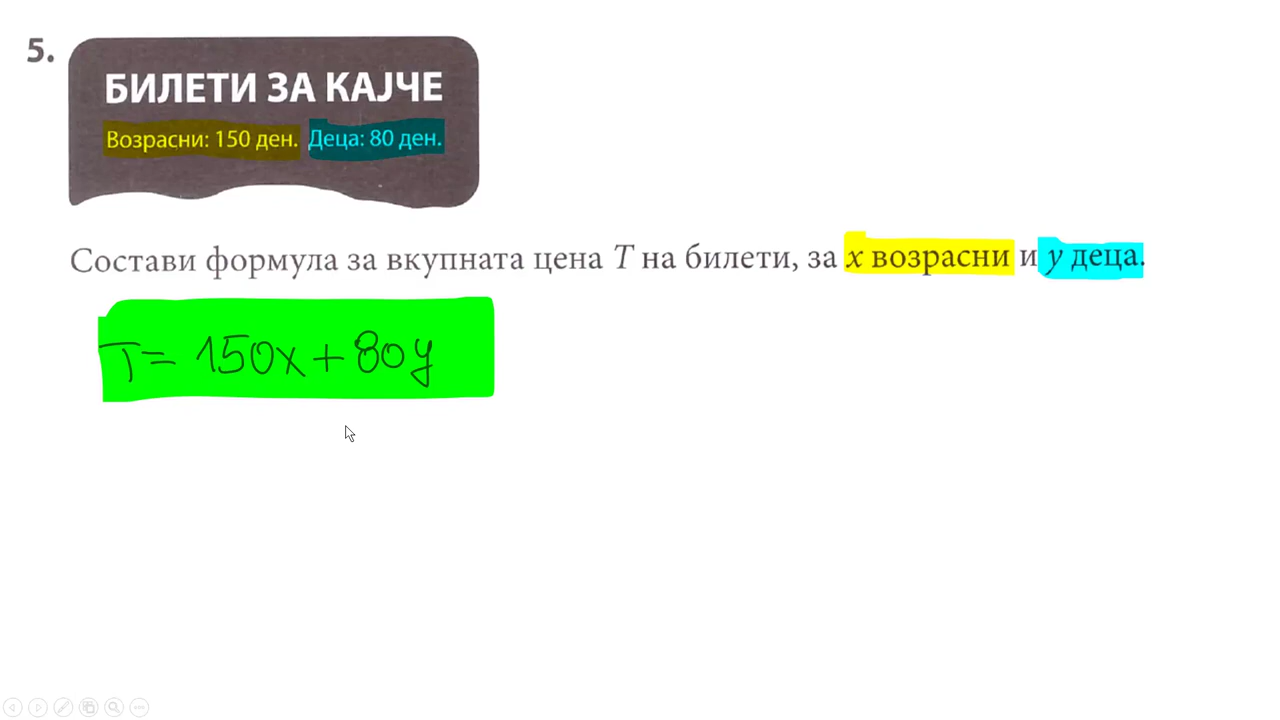 5.
БИЛЕТИ ЗА КАЈЧЕ
Возрасни: 150 ден. Деца: 80 ден.
Состави формула за вкупната цена T на билети, за x возрасни и y деца.
T = 150x + 80y